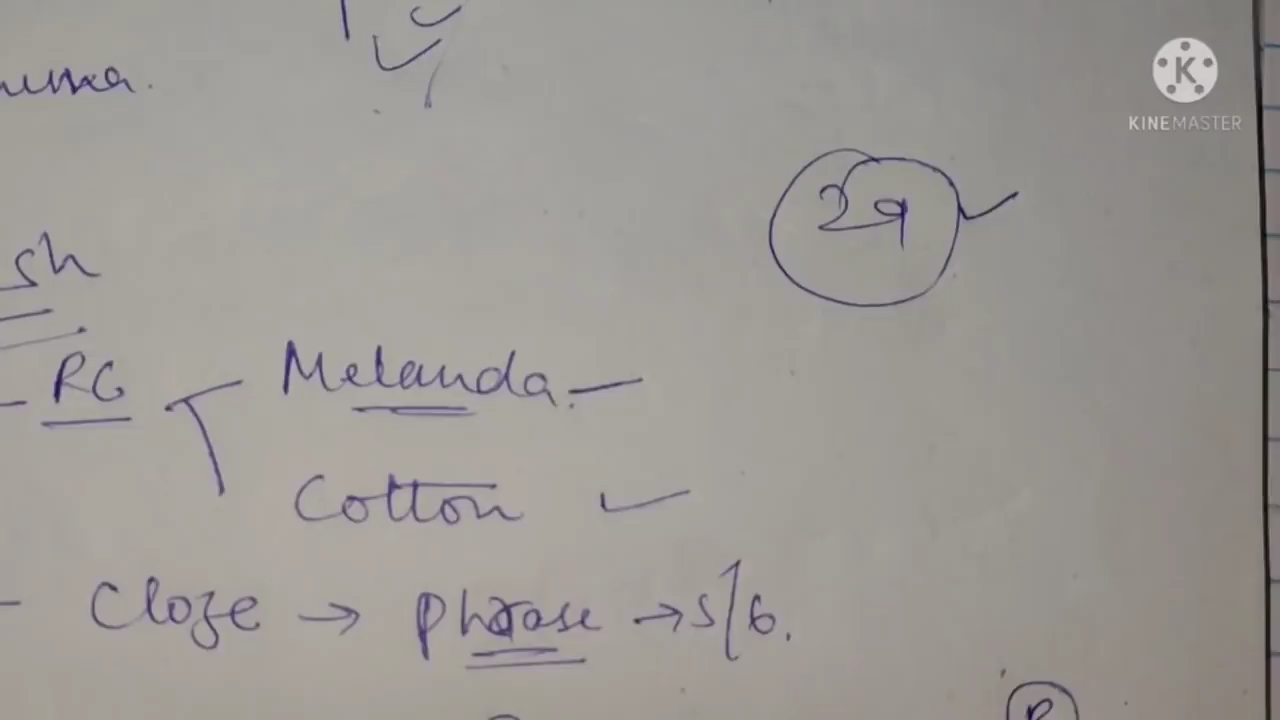 K
KINEMASTER
29
sh
RC
Melanda.
Cotton
Cloze → Phrase → 5/6.
R